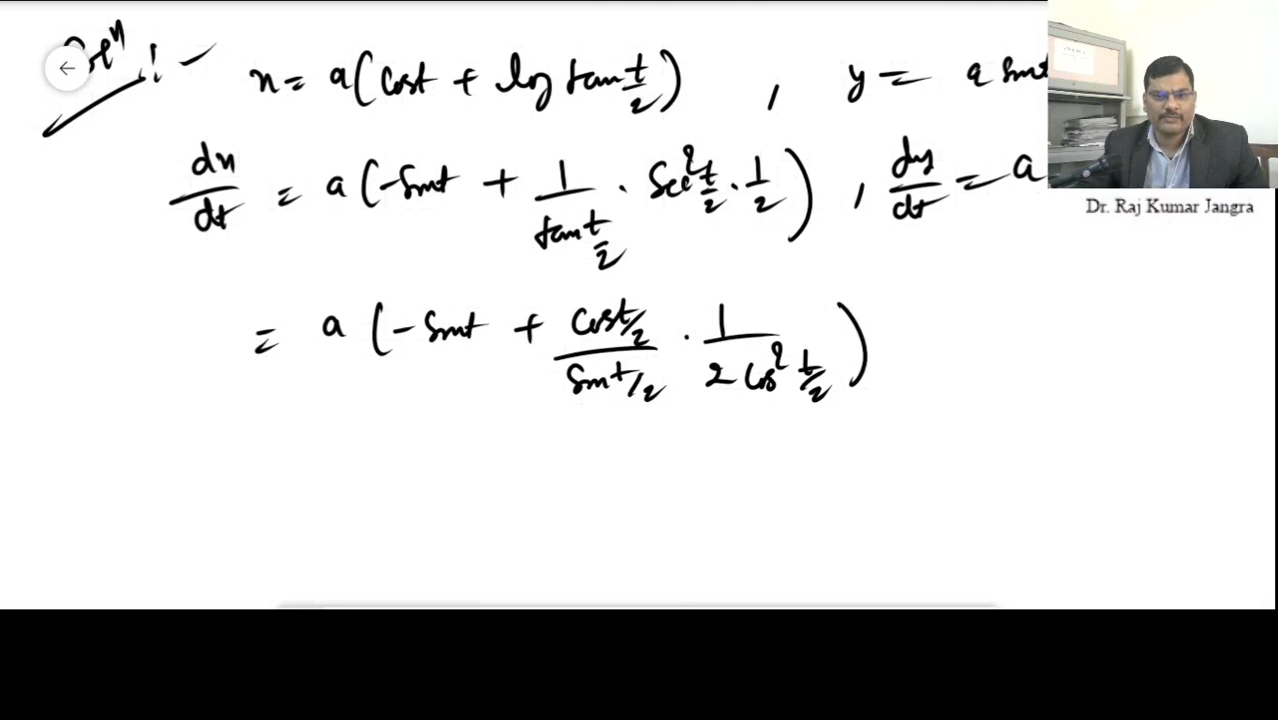 Solⁿ :-
x = a(cost + log tan t/2) , y = a sint
dx/dt = a(-sint + 1/tan t/2 · sec² t/2 · 1/2) , dy/dt = a
Dr. Raj Kumar Jangra
= a(-sint + cos t/2 / sin t/2 · 1/2cos² t/2)